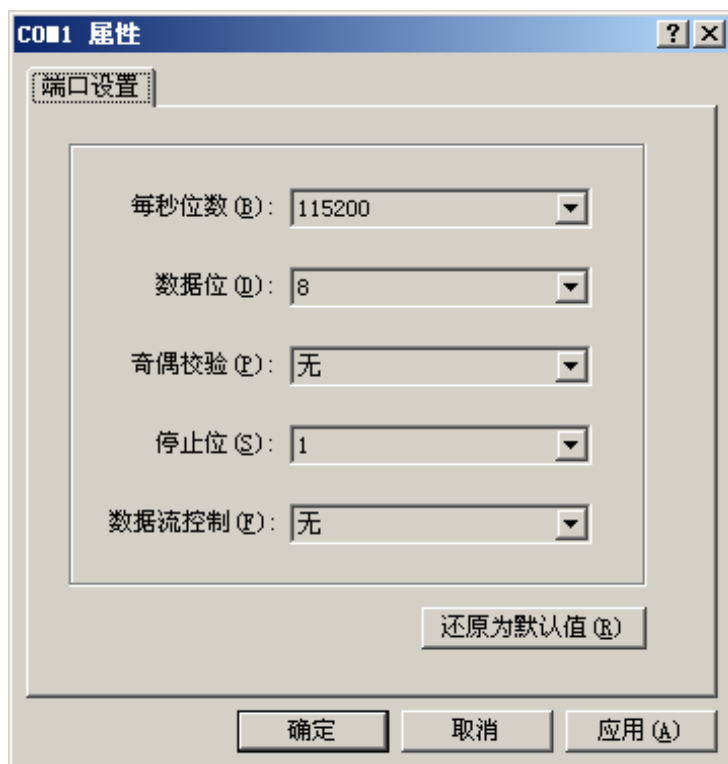 COM1 属性
端口设置
每秒位数(B): 115200
数据位(D): 8
奇偶校验(P): 无
停止位(S): 1
数据流控制(F): 无
还原为默认值(R)
确定 取消 应用(A)